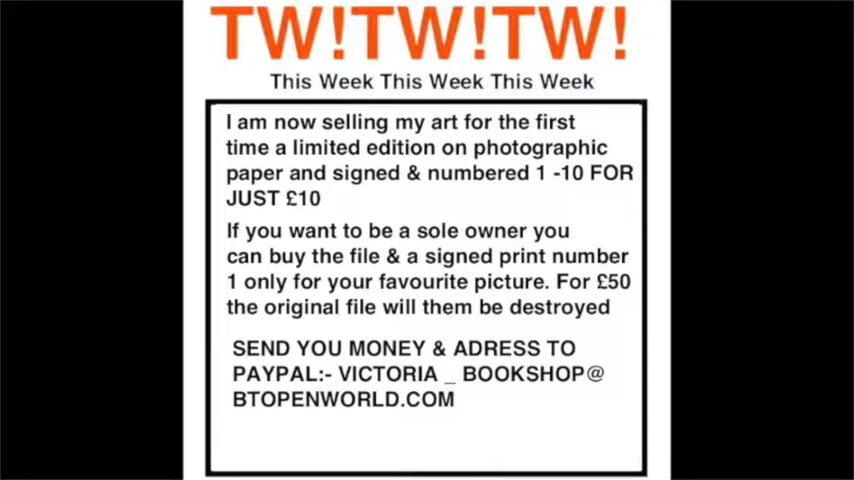 TW!TW!TW!
This Week This Week This Week
I am now selling my art for the first
time a limited edition on photographic
paper and signed & numbered 1 -10 FOR
JUST £10
If you want to be a sole owner you
can buy the file & a signed print number
1 only for your favourite picture. For £50
the original file will them be destroyed
SEND YOU MONEY & ADRESS TO
PAYPAL:- VICTORIA _ BOOKSHOP@
BTOPENWORLD.COM